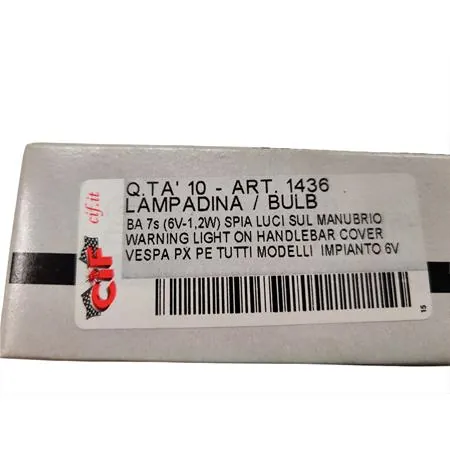 Q.TA' 10 - ART. 1436
LAMPADINA / BULB
BA 7s (6V-1,2W) SPIA LUCI SUL MANUBRIO
WARNING LIGHT ON HANDLEBAR COVER
VESPA PX PE TUTTI MODELLI IMPIANTO 6V
cif.it
CIF
15